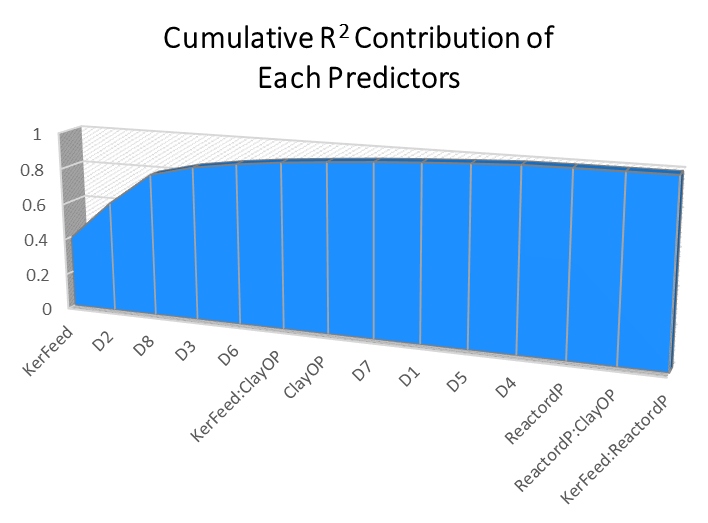 Cumulative R² Contribution of
Each Predictors
1
0.8
0.6
0.4
0.2
0
KerFeed
D2
D8
D3
D6
KerFeed:ClayOP
ClayOP
D7
D1
D5
D4
ReactordP
ReactordP:ClayOP
KerFeed:ReactordP